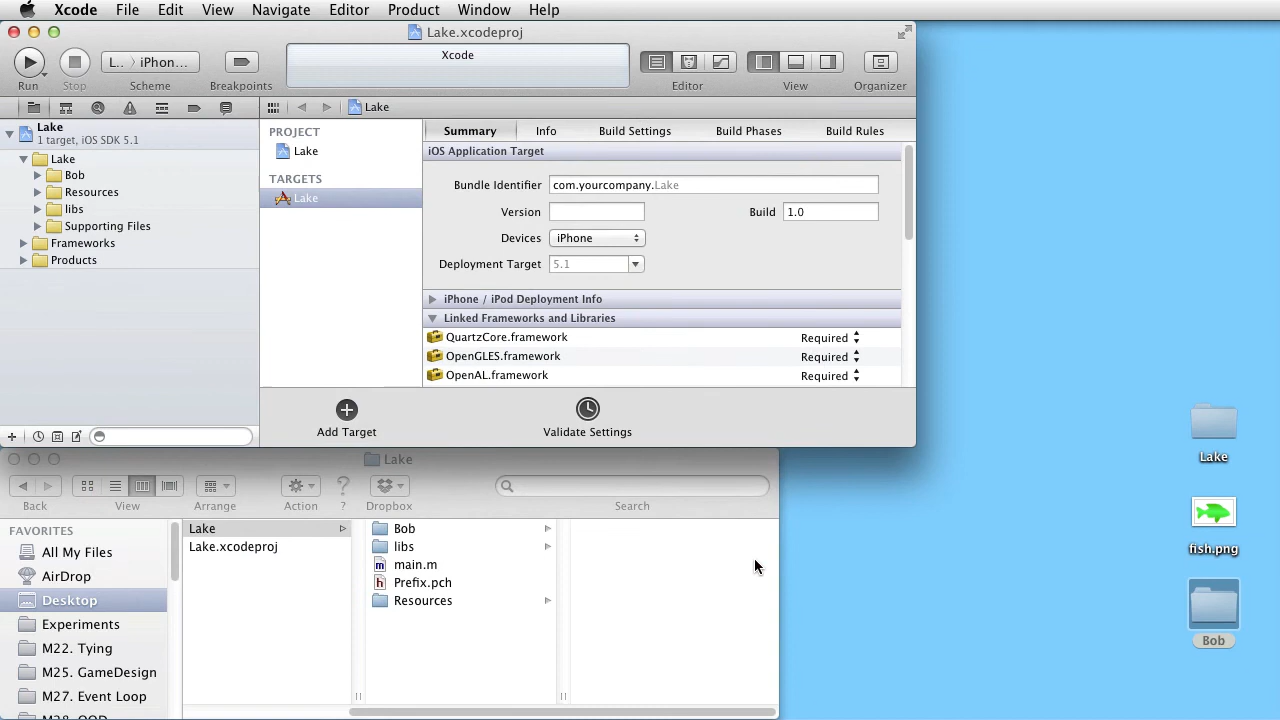 Xcode File Edit View Navigate Editor Product Window Help
Lake.xcodeproj
L... iPhon...
Xcode
Run Stop Scheme Breakpoints Editor View Organizer
Lake
Lake
1 target, iOS SDK 5.1
Lake
Bob
Resources
libs
Supporting Files
Frameworks
Products
PROJECT
Lake
TARGETS
Lake
Summary Info Build Settings Build Phases Build Rules
iOS Application Target
Bundle Identifier com.yourcompany.Lake
Version Build 1.0
Devices iPhone
Deployment Target 5.1
iPhone / iPod Deployment Info
Linked Frameworks and Libraries
QuartzCore.framework Required
OpenGLES.framework Required
OpenAL.framework Required
Add Target Validate Settings
Lake
Back View Arrange Action ? Dropbox Search
FAVORITES
All My Files
AirDrop
Desktop
Experiments
M22. Tying
M25. GameDesign
M27. Event Loop
M28. OOD
Lake
Lake.xcodeproj
Bob
libs
main.m
Prefix.pch
Resources
Lake
fish.png
Bob